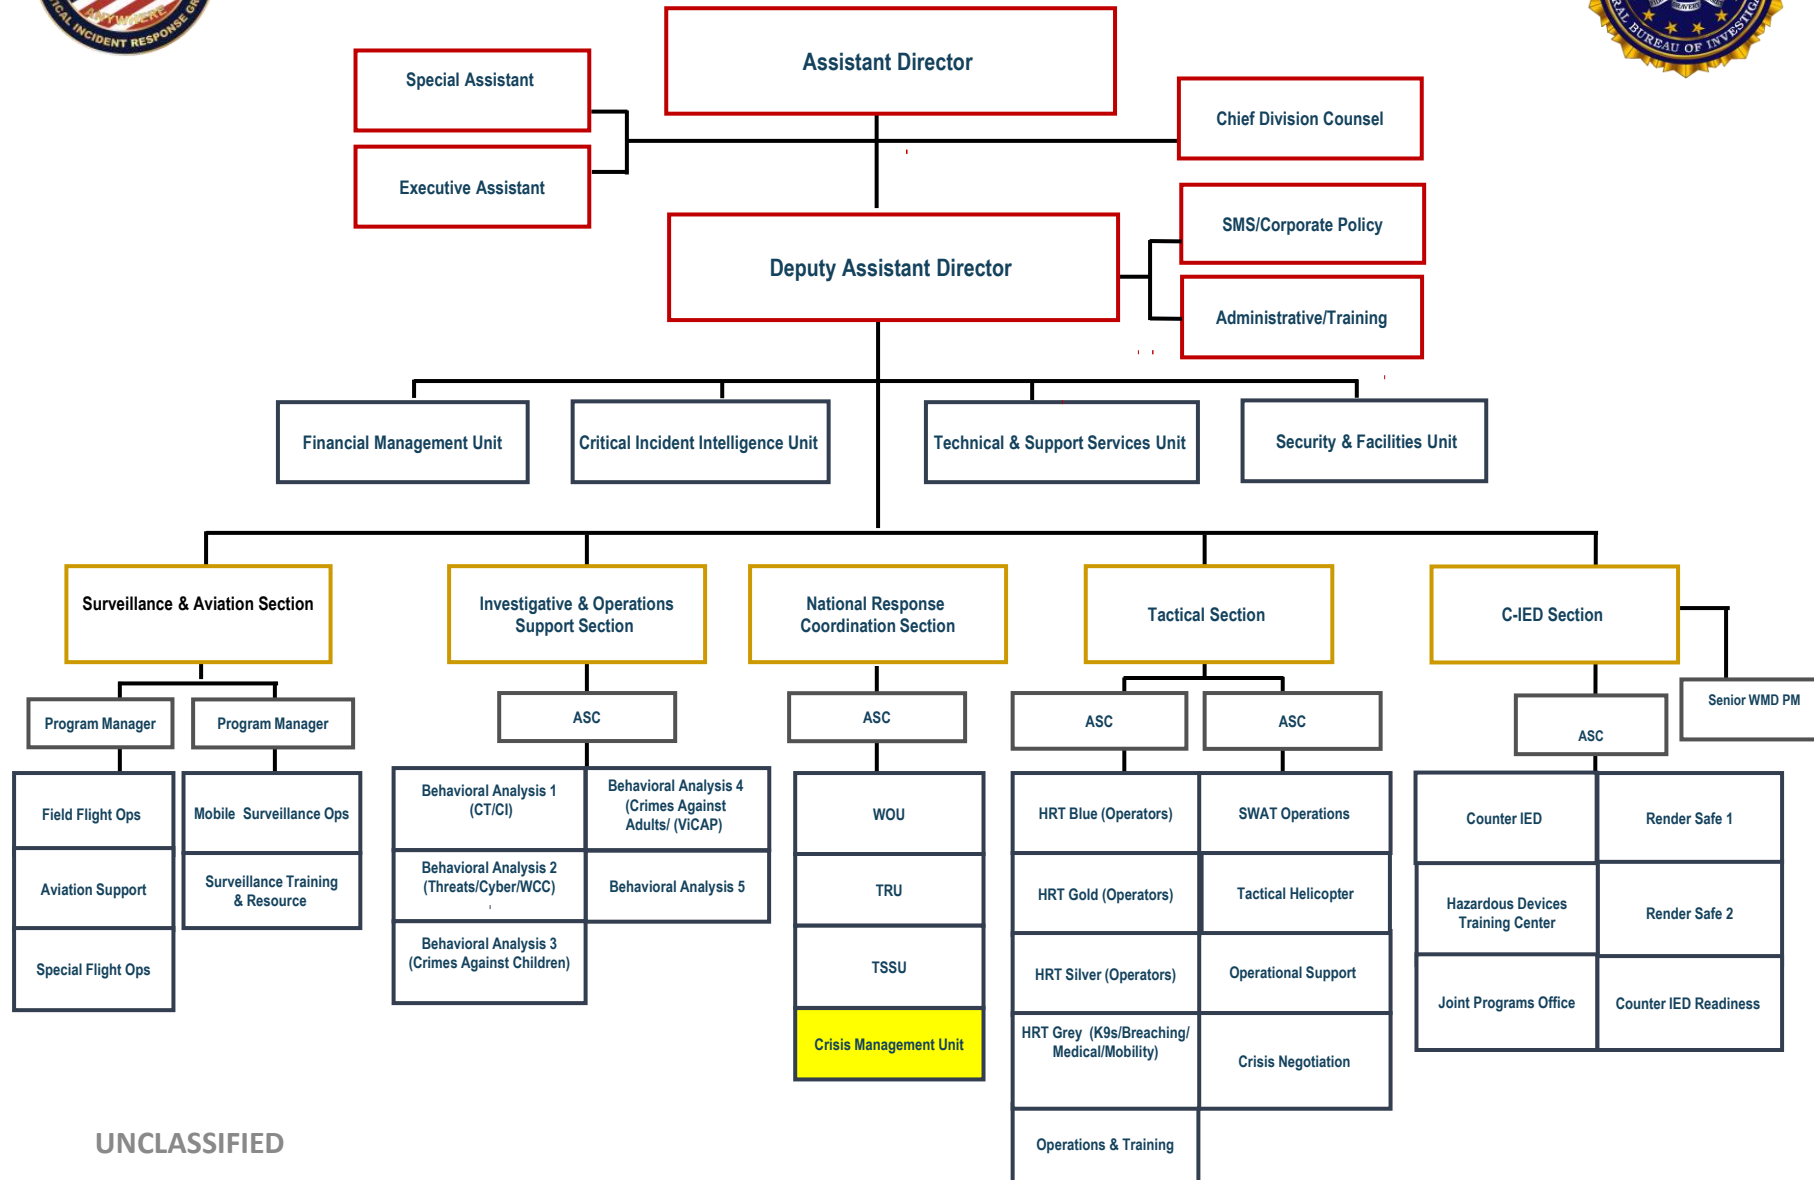 ANYWHERE
CRITICAL INCIDENT RESPONSE
BUREAU OF
Assistant Director
Special Assistant
Chief Division Counsel
Executive Assistant
SMS/Corporate Policy
Deputy Assistant Director
Administrative/Training
Financial Management Unit
Critical Incident Intelligence Unit
Technical & Support Services Unit
Security & Facilities Unit
Surveillance & Aviation Section
Investigative & Operations
Support Section
National Response
Coordination Section
Tactical Section
C-IED Section
Program Manager
Program Manager
ASC
ASC
ASC
ASC
ASC
Senior WMD PM
Field Flight Ops
Aviation Support
Special Flight Ops
Mobile Surveillance Ops
Surveillance Training
& Resource
Behavioral Analysis 1
(CT/CI)
Behavioral Analysis 2
(Threats/Cyber/WCC)
Behavioral Analysis 3
(Crimes Against Children)
Behavioral Analysis 4
(Crimes Against
Adults/ (ViCAP)
Behavioral Analysis 5
WOU
TRU
TSSU
Crisis Management Unit
HRT Blue (Operators)
HRT Gold (Operators)
HRT Silver (Operators)
HRT Grey (K9s/Breaching/
Medical/Mobility)
Operations & Training
SWAT Operations
Tactical Helicopter
Operational Support
Crisis Negotiation
Counter IED
Hazardous Devices
Training Center
Joint Programs Office
Render Safe 1
Render Safe 2
Counter IED Readiness
UNCLASSIFIED